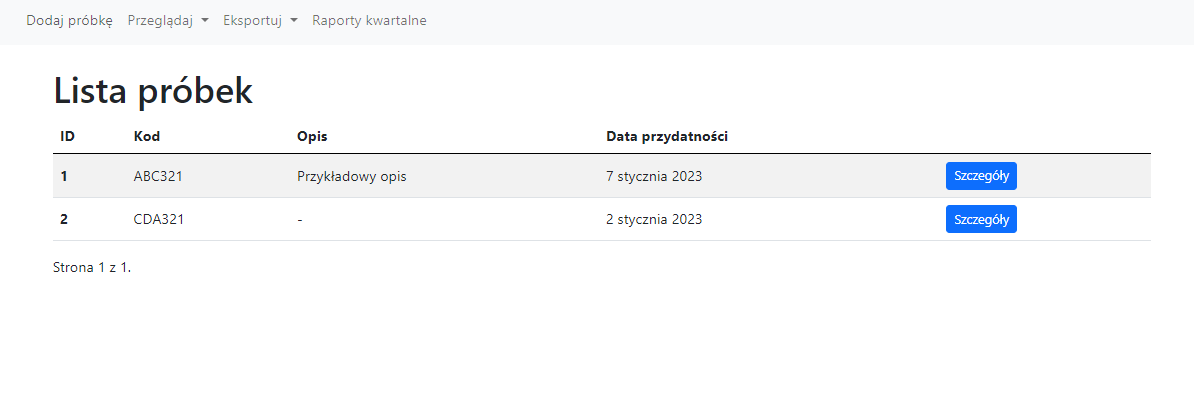 Dodaj próbkę Przeglądaj Eksportuj Raporty kwartalne
Lista próbek
ID Kod Opis Data przydatności
1 ABC321 Przykładowy opis 7 stycznia 2023 Szczegóły
2 CDA321 - 2 stycznia 2023 Szczegóły
Strona 1 z 1.